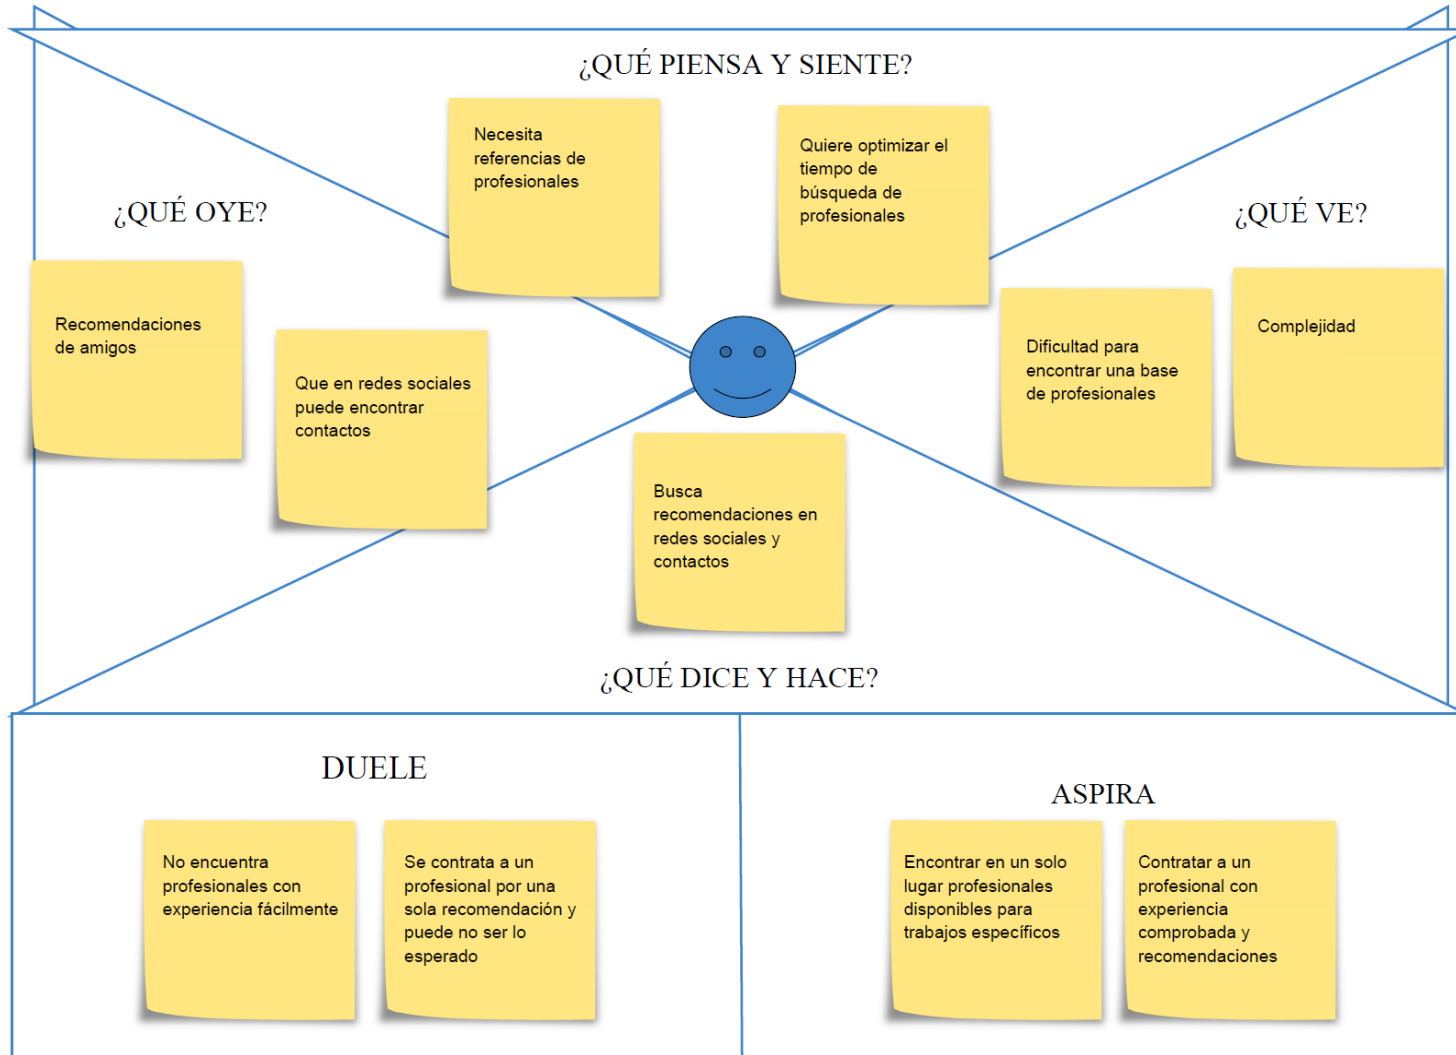 ¿QUÉ PIENSA Y SIENTE?
Necesita
referencias de
profesionales
Quiere optimizar el
tiempo de
búsqueda de
profesionales
¿QUÉ OYE?
Recomendaciones
de amigos
Que en redes sociales
puede encontrar
contactos
¿QUÉ VE?
Dificultad para
encontrar una base
de profesionales
Complejidad
Busca
recomendaciones en
redes sociales y
contactos
¿QUÉ DICE Y HACE?
DUELE
No encuentra
profesionales con
experiencia fácilmente
Se contrata a un
profesional por una
sola recomendación y
puede no ser lo
esperado
ASPIRA
Encontrar en un solo
lugar profesionales
disponibles para
trabajos específicos
Contratar a un
profesional con
experiencia
comprobada y
recomendaciones